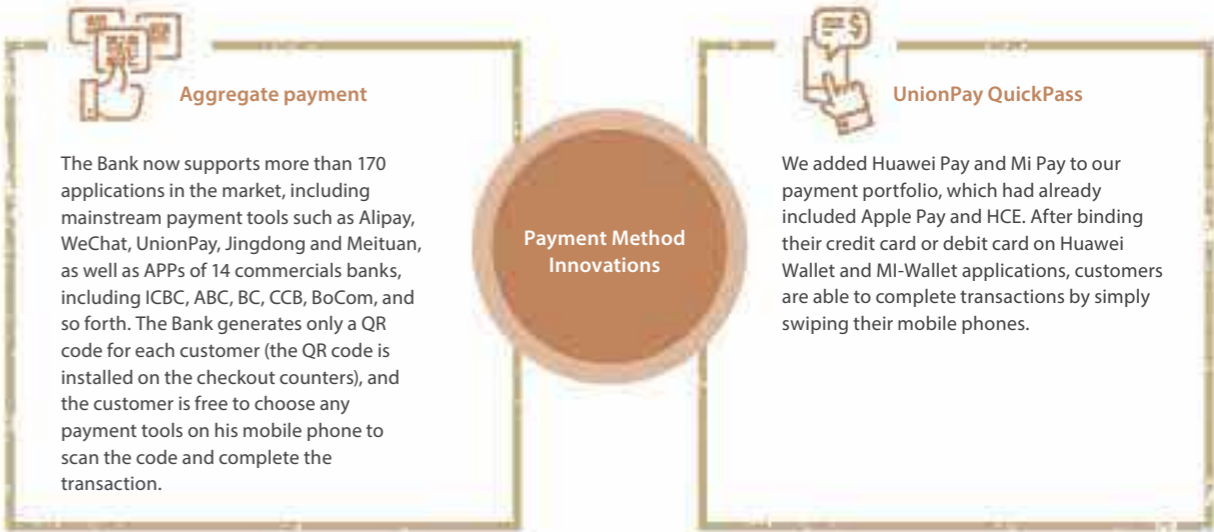 Aggregate payment
The Bank now supports more than 170
applications in the market, including
mainstream payment tools such as Alipay,
WeChat, UnionPay, Jingdong and Meituan,
as well as APPs of 14 commercials banks,
including ICBC, ABC, BC, CCB, BoCom, and
so forth. The Bank generates only a QR
code for each customer (the QR code is
installed on the checkout counters), and
the customer is free to choose any
payment tools on his mobile phone to
scan the code and complete the
transaction.
Payment Method
Innovations
UnionPay QuickPass
We added Huawei Pay and Mi Pay to our
payment portfolio, which had already
included Apple Pay and HCE. After binding
their credit card or debit card on Huawei
Wallet and MI-Wallet applications, customers
are able to complete transactions by simply
swiping their mobile phones.